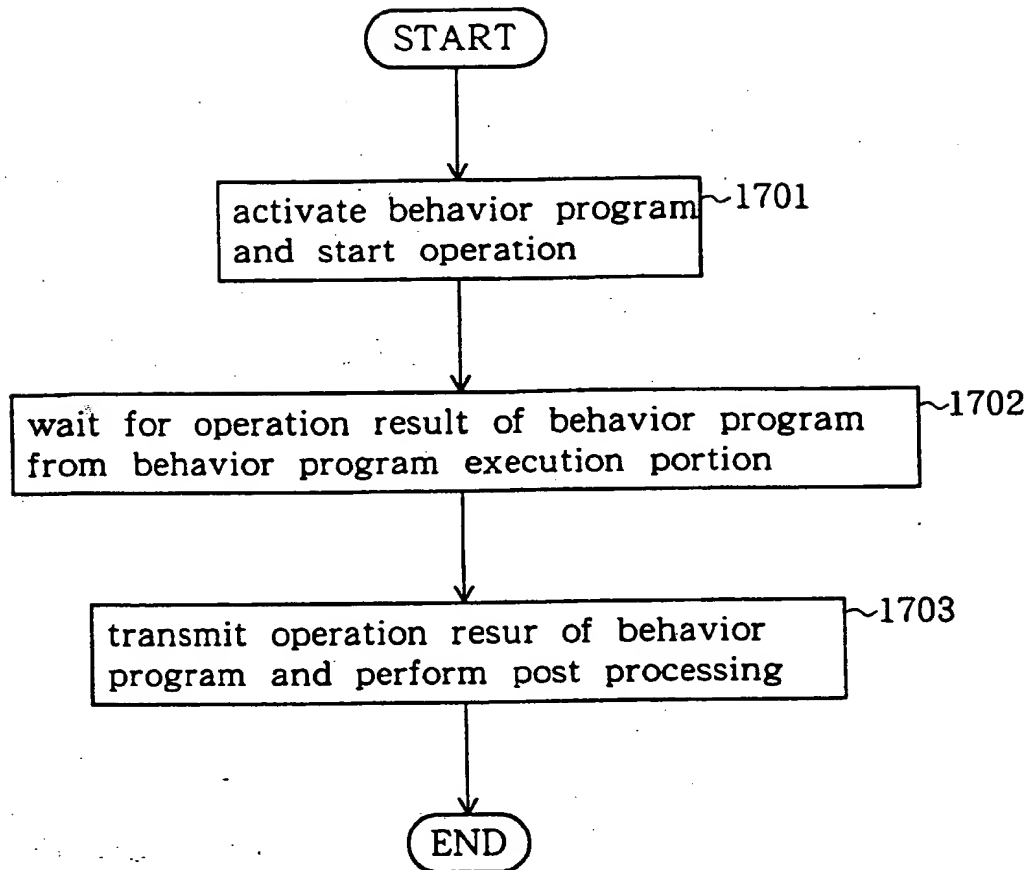 START
activate behavior program
and start operation
1701
wait for operation result of behavior program
from behavior program execution portion
1702
transmit operation resur of behavior
program and perform post processing
1703
END